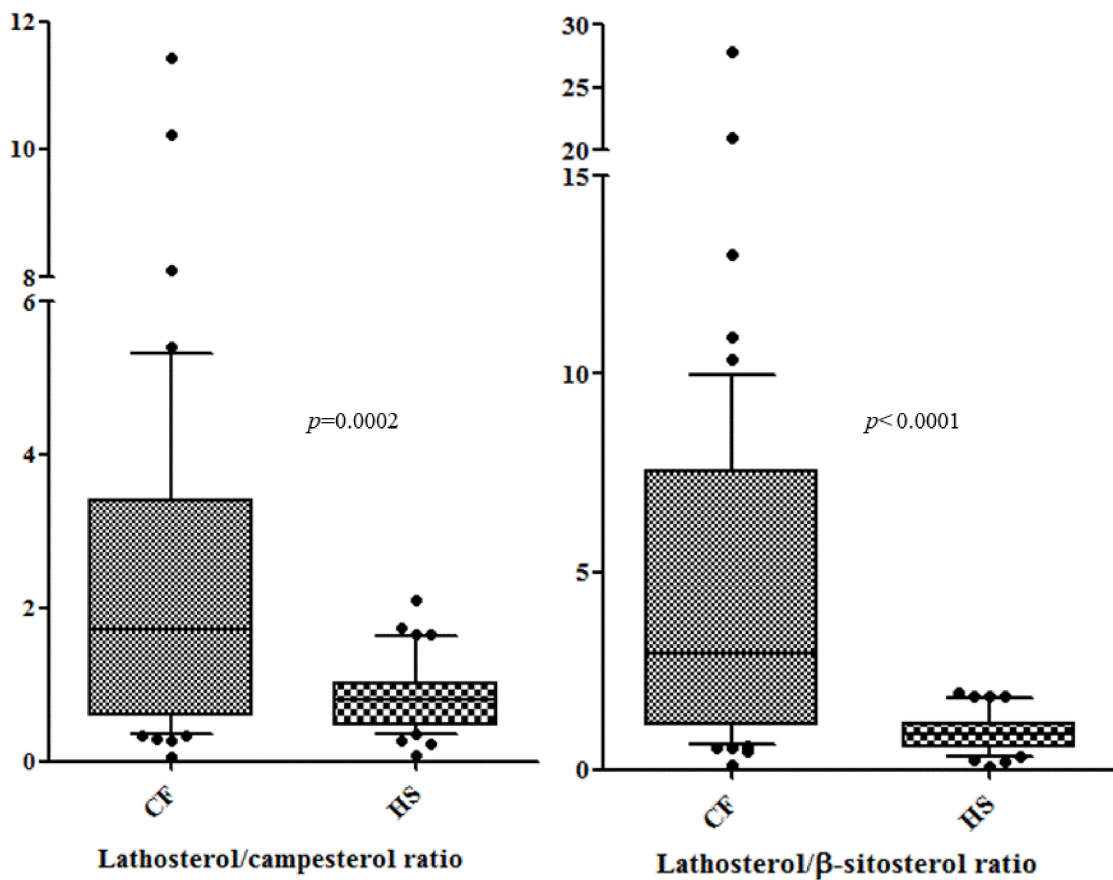 12
10
8
6
4
2
0
p=0.0002
CF
HS
Lathosterol/campesterol ratio
30
25
20
15
10
5
0
p< 0.0001
CF
HS
Lathosterol/β-sitosterol ratio